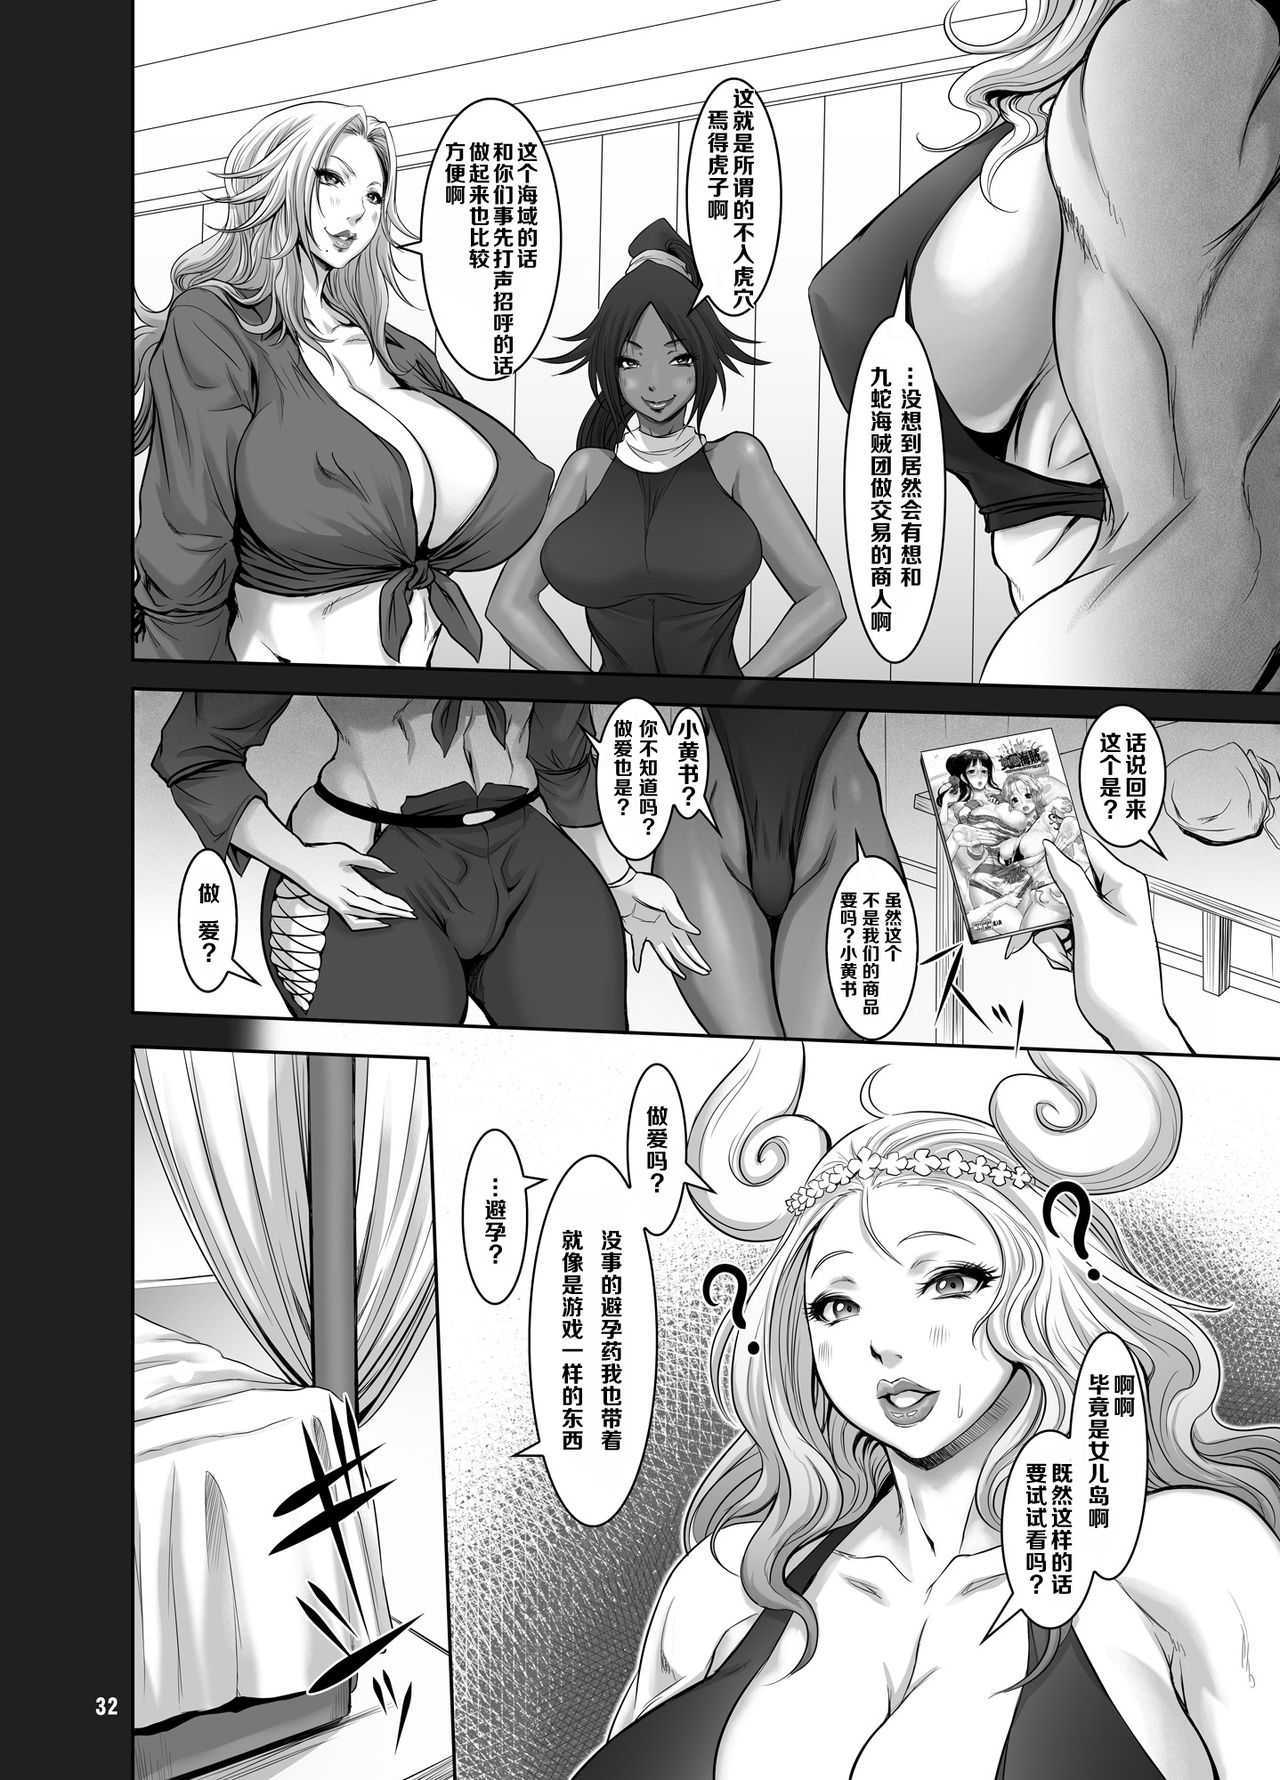 …没想到居然会有想和
九蛇海贼团做交易的商人啊
这就是所谓的不入虎穴
焉得虎子啊
这个海域的话
和你们事先打声招呼的话
做起来也比较
方便啊
话说回来
这个是?
虽然这个
不是我们的商品
要吗?小黄书
小黄书?
你不知道吗?
做爱也是?
做 爱?
啊啊
毕竟是女儿岛啊
既然这样的话
要试试看吗?
做爱吗?
没事的避孕药我也带着
就像是游戏一样的东西
…避孕?
32